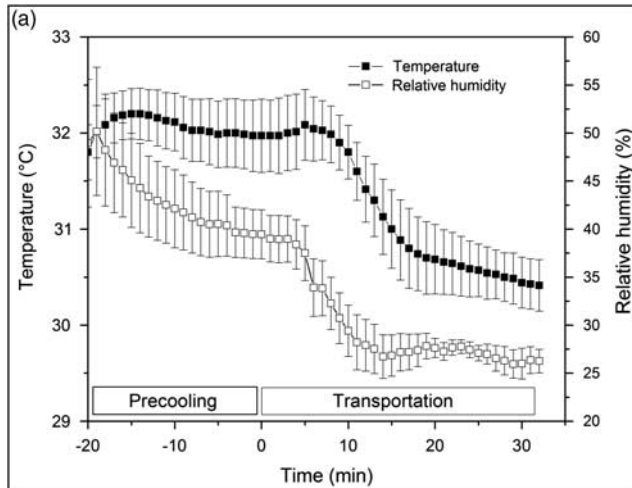 (a)
33
32
31
30
29
Temperature (°C)
60
55
50
45
40
35
30
25
20
Relative humidity (%)
Temperature
Relative humidity
Precooling
Transportation
-20
-10
0
10
20
30
Time (min)